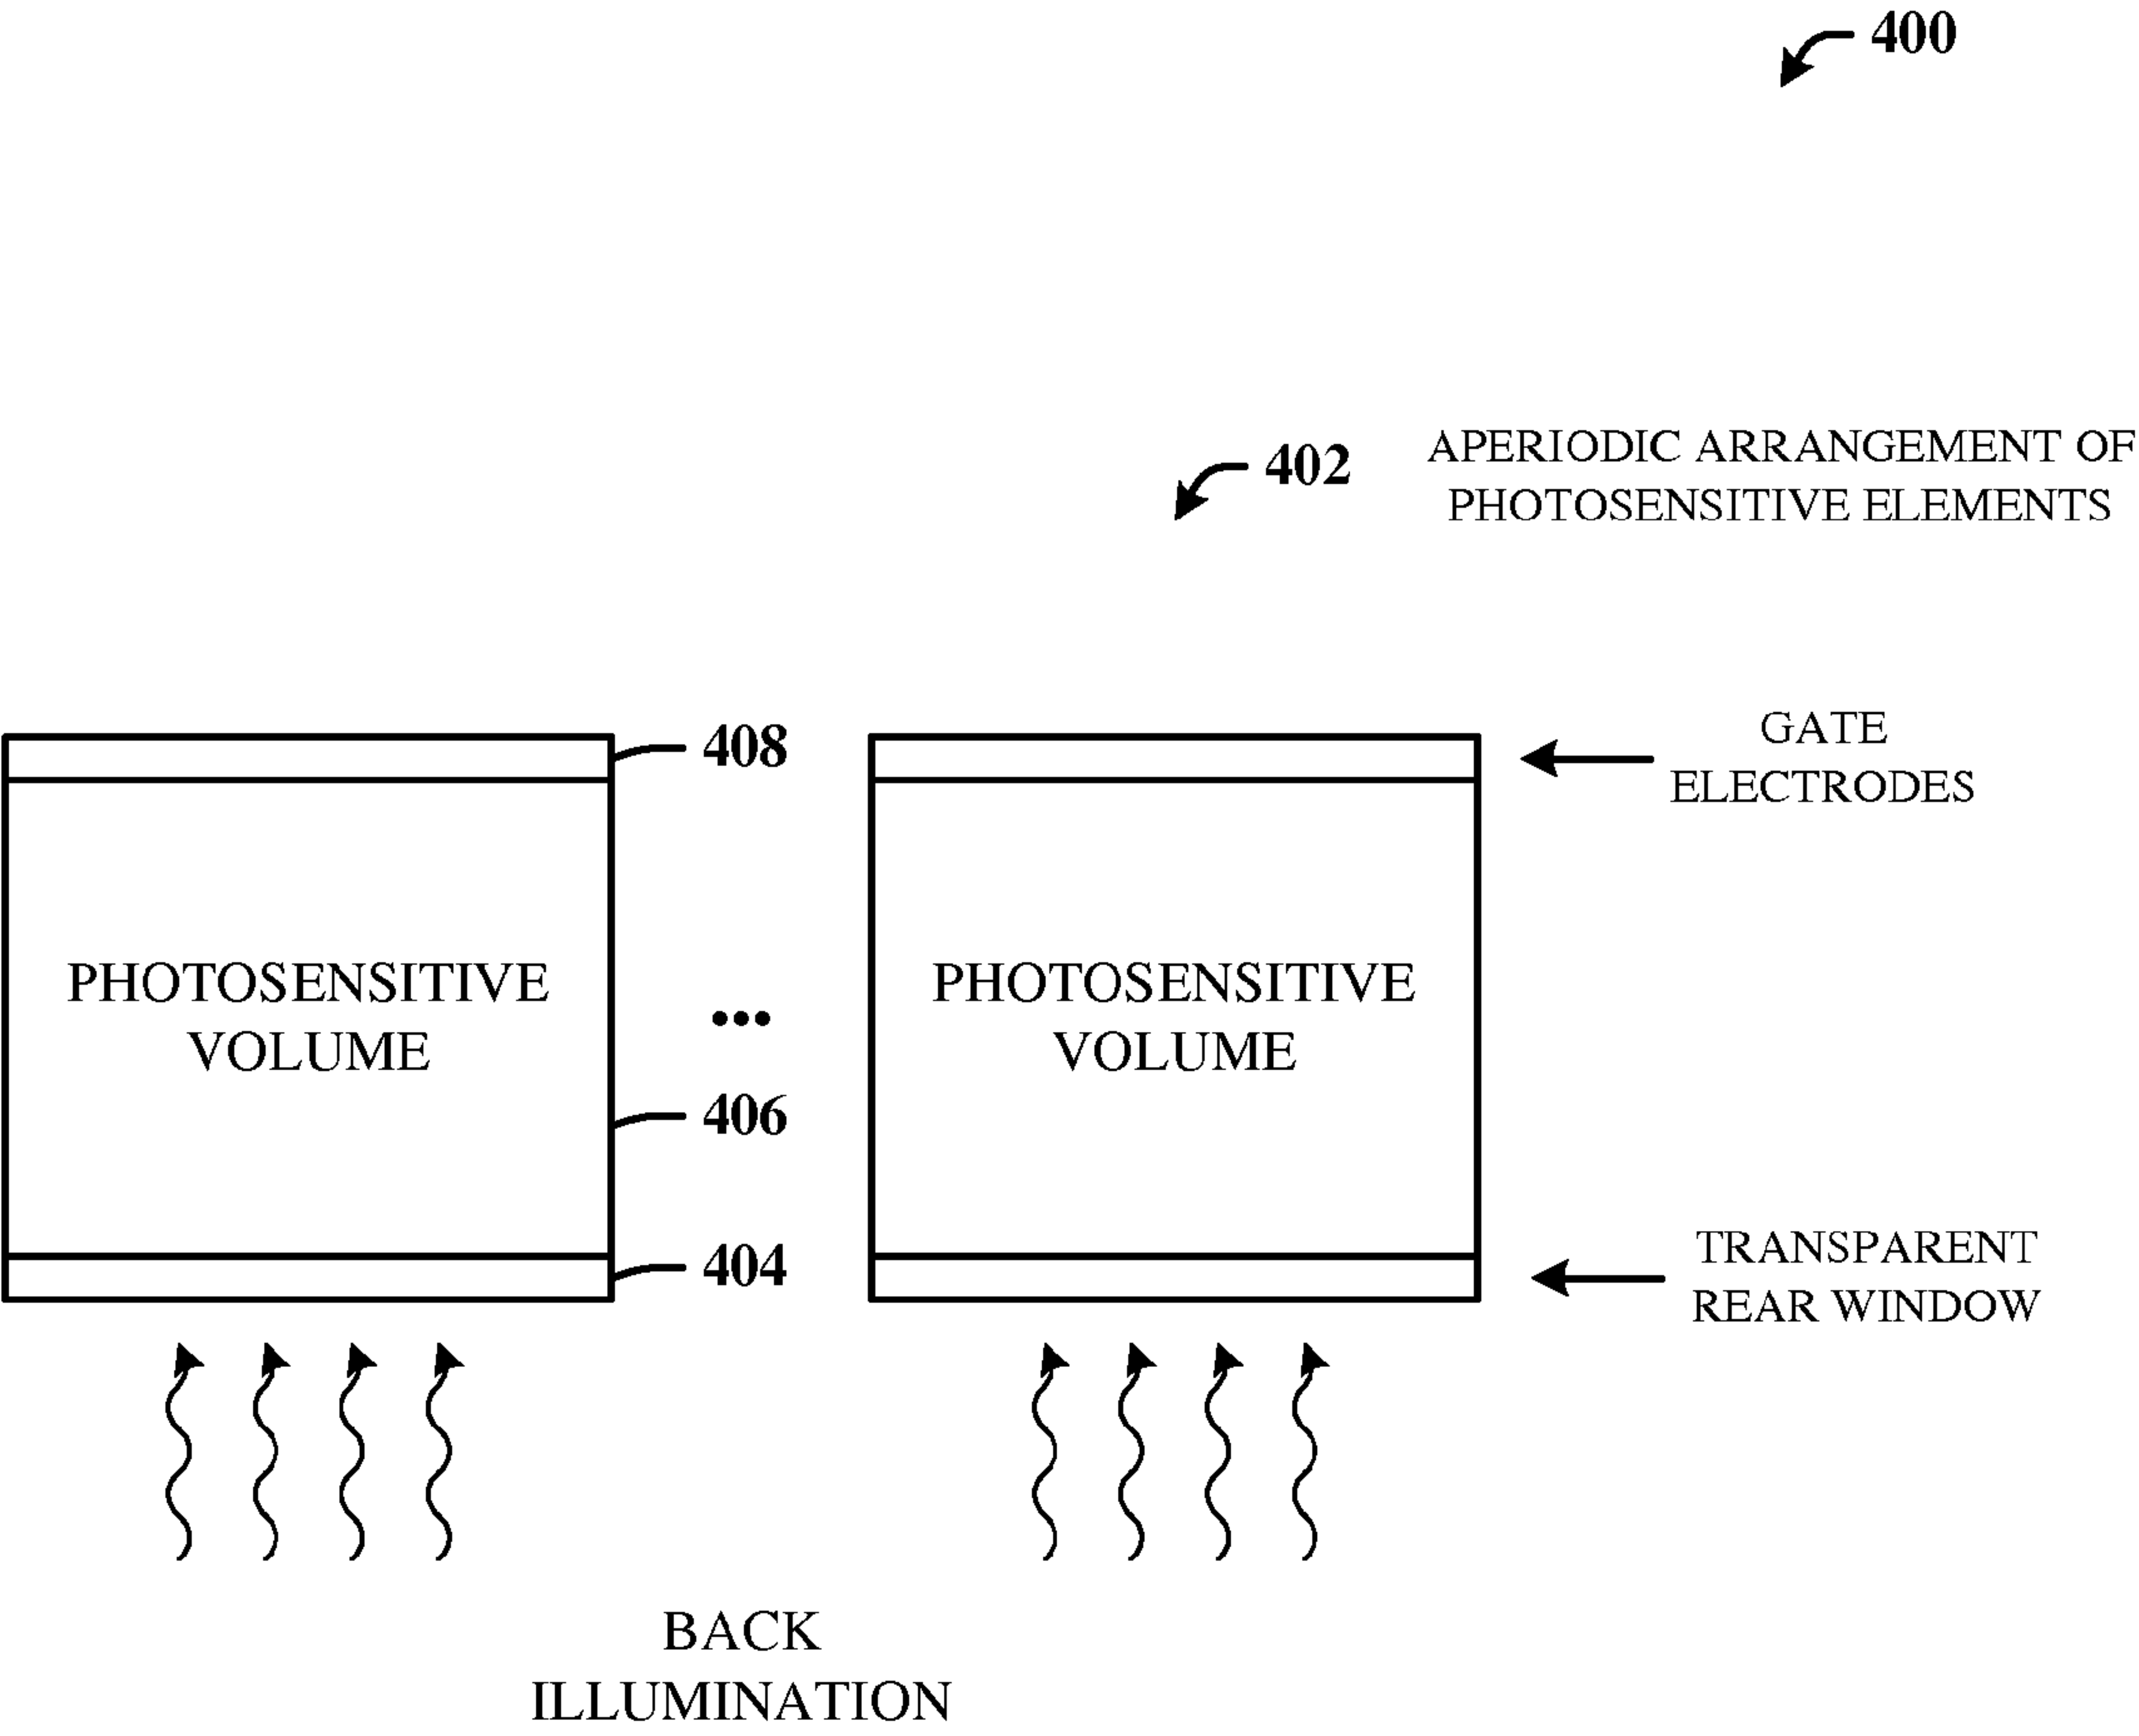 400
402
APERIODIC ARRANGEMENT OF
PHOTOSENSITIVE ELEMENTS
408
GATE
ELECTRODES
PHOTOSENSITIVE
VOLUME
...
PHOTOSENSITIVE
VOLUME
406
404
TRANSPARENT
REAR WINDOW
BACK
ILLUMINATION